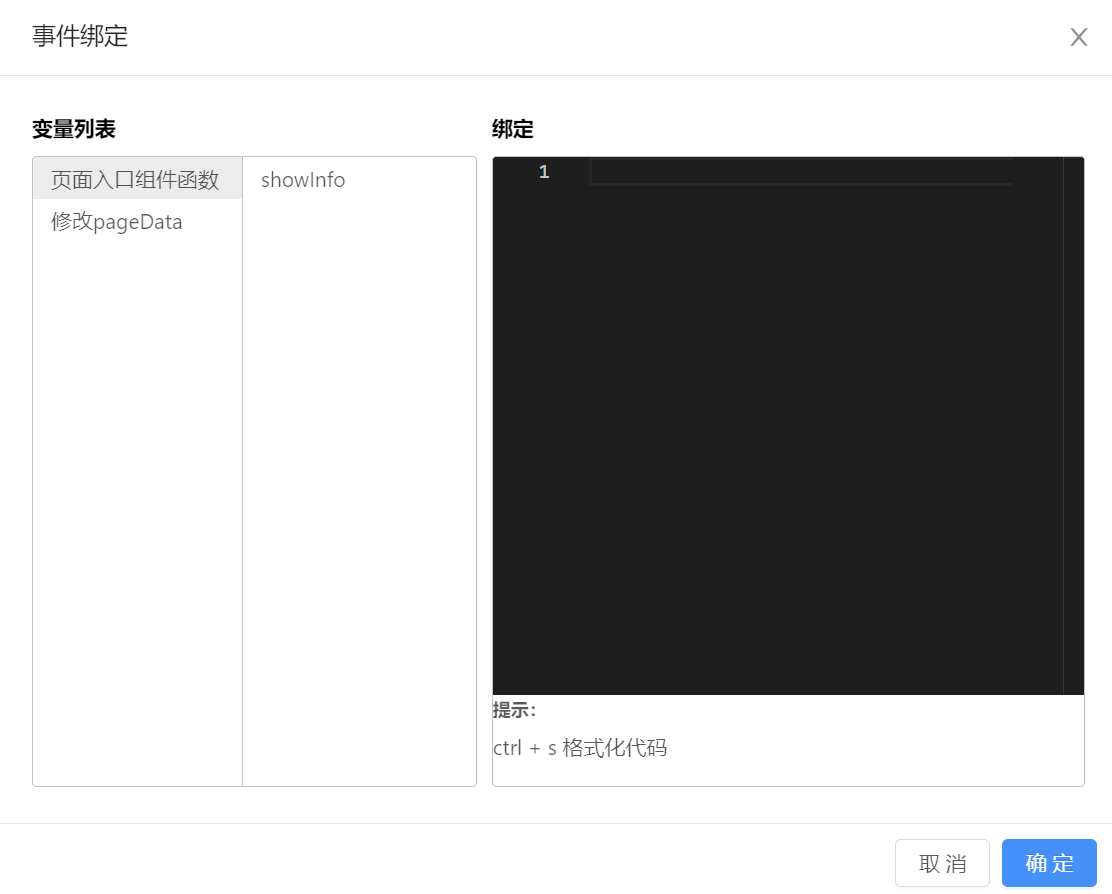 事件绑定
变量列表
页面入口组件函数
修改pageData
showInfo
绑定
1
提示：
ctrl + s 格式化代码
取 消
确 定